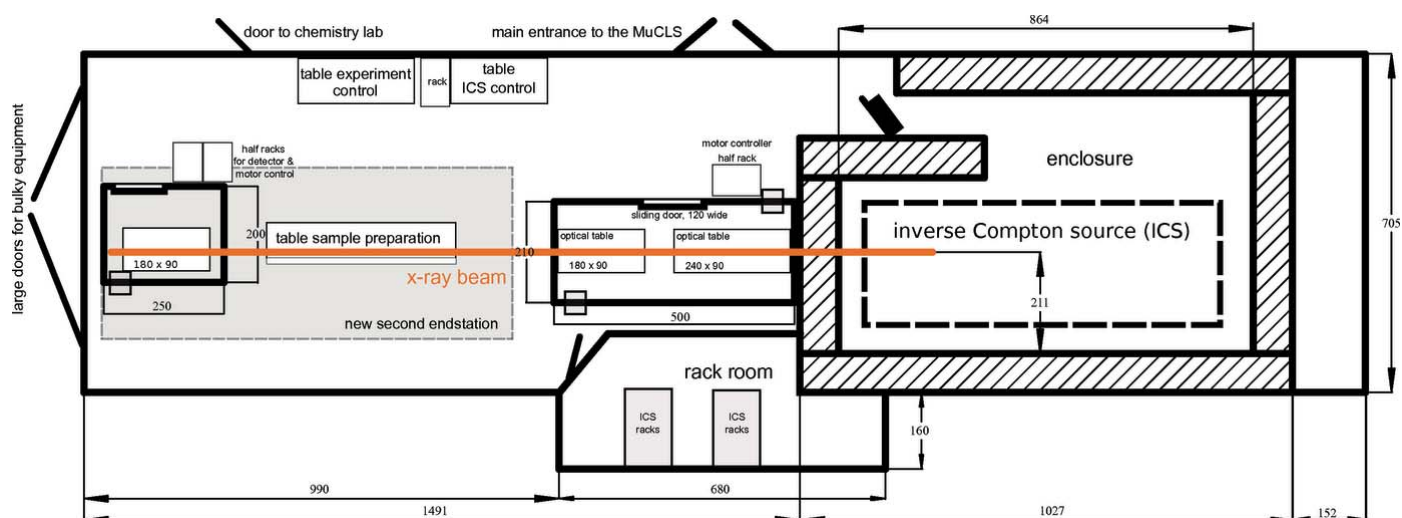 864
door to chemistry lab
main entrance to the MuCLS
table experiment
control
rack
table
ICS control
large doors for bulky equipment
half racks
for detector &
motor control
motor controller
half rack
enclosure
sliding door, 120 wide
200
table sample preparation
210
optical table
180 x 90
optical table
240 x 90
inverse Compton source (ICS)
705
180 x 90
x-ray beam
250
211
500
new second endstation
rack room
ICS
racks
ICS
racks
160
990
680
1491
1027
152